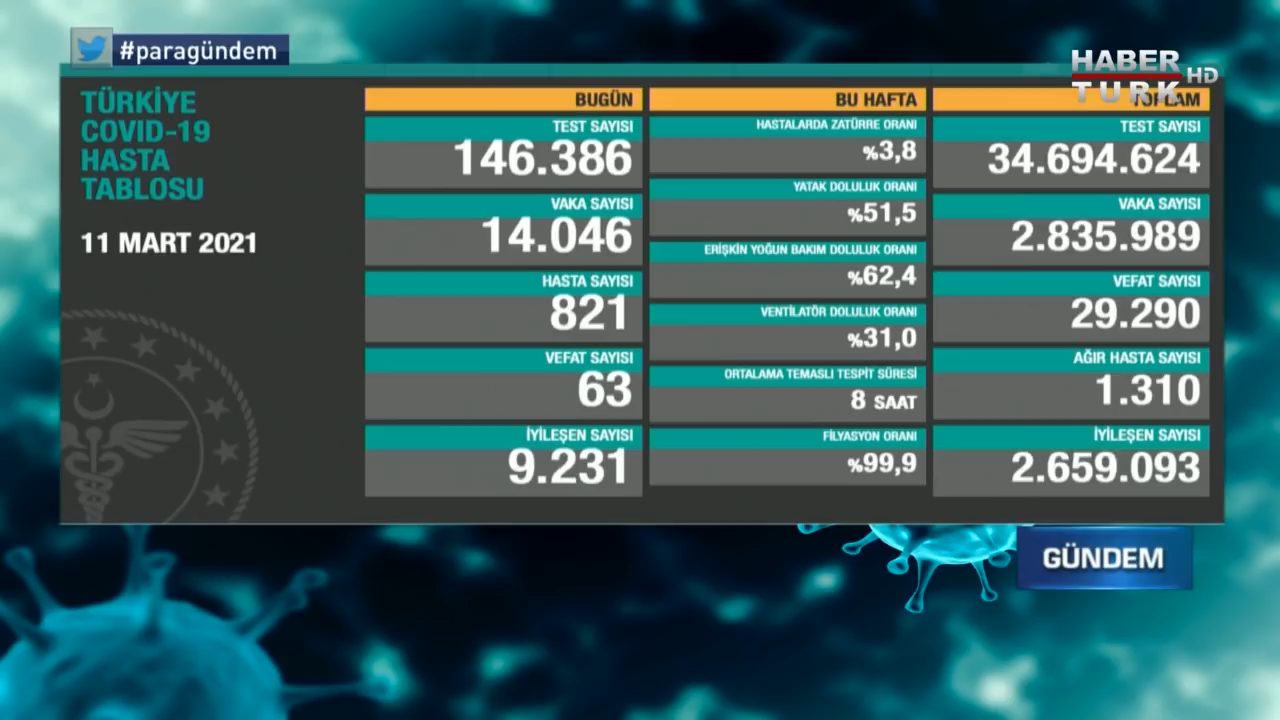 #paragündem
HABER
TURK HD
TÜRKİYE
COVID-19
HASTA
TABLOSU
11 MART 2021
BUGÜN
TEST SAYISI
146.386
VAKA SAYISI
14.046
HASTA SAYISI
821
VEFAT SAYISI
63
İYİLEŞEN SAYISI
9.231
BU HAFTA
HASTALARDA ZATÜRRE ORANI
%3,8
YATAK DOLULUK ORANI
%51,5
ERİŞKİN YOĞUN BAKIM DOLULUK ORANI
%62,4
VENTİLATÖR DOLULUK ORANI
%31,0
ORTALAMA TEMASLI TESPİT SÜRESİ
8 SAAT
FİLYASYON ORANI
%99,9
TOPLAM
TEST SAYISI
34.694.624
VAKA SAYISI
2.835.989
VEFAT SAYISI
29.290
AĞIR HASTA SAYISI
1.310
İYİLEŞEN SAYISI
2.659.093
GÜNDEM